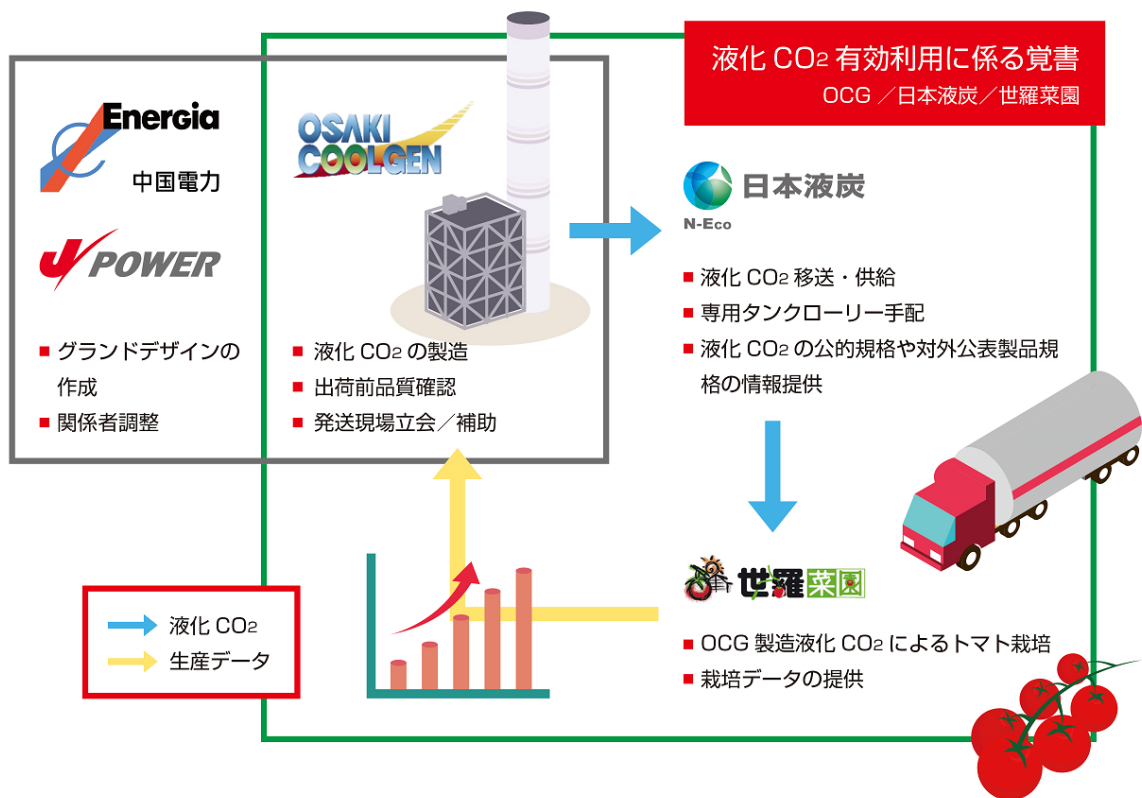 液化 CO2 有効利用に係る覚書
OCG ／日本液炭／世羅菜園
Energia
中国電力
J POWER
■ グランドデザインの
作成
■ 関係者調整
OSAKI
COOLGEN
■ 液化 CO2 の製造
■ 出荷前品質確認
■ 発送現場立会／補助
日本液炭
N-Eco
■ 液化 CO2 移送・供給
■ 専用タンクローリー手配
■ 液化 CO2 の公的規格や対外公表製品規
格の情報提供
世羅菜園
■ OCG 製造液化 CO2 によるトマト栽培
■ 栽培データの提供
液化 CO2
生産データ